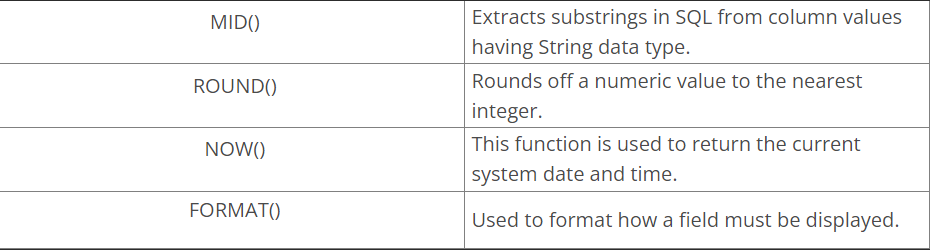 MID()
Extracts substrings in SQL from column values
having String data type.
ROUND()
Rounds off a numeric value to the nearest
integer.
NOW()
This function is used to return the current
system date and time.
FORMAT()
Used to format how a field must be displayed.